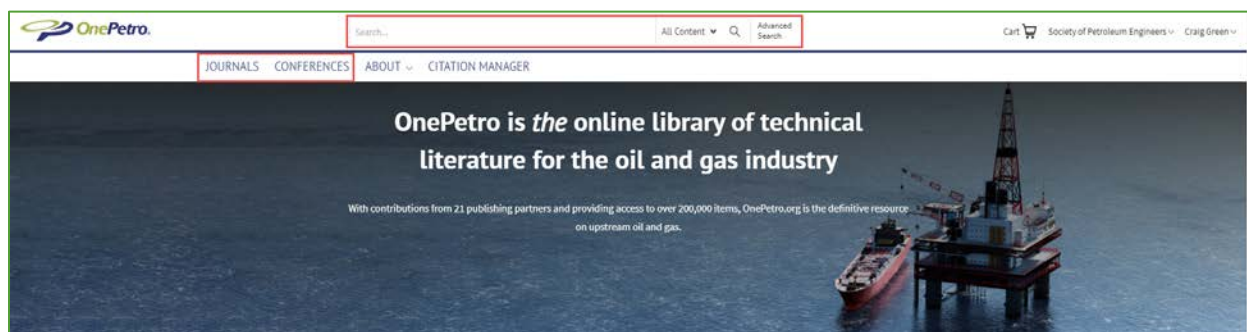 OnePetro.
Search...
All Content
Advanced
Search
Cart
Society of Petroleum Engineers
Craig Green
JOURNALS CONFERENCES ABOUT CITATION MANAGER
OnePetro is the online library of technical
literature for the oil and gas industry
With contributions from 21 publishing partners and providing access to over 200,000 items, OnePetro.org is the definitive resource
on upstream oil and gas.